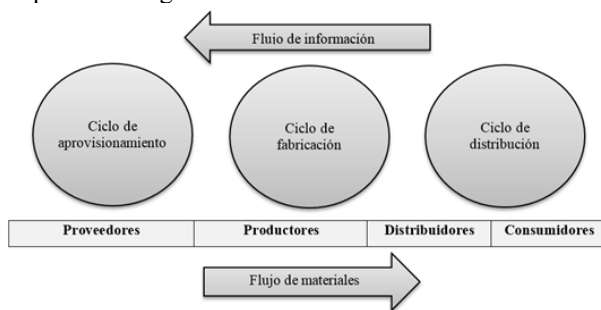 Flujo de información
Ciclo de
aprovisionamiento
Ciclo de
fabricación
Ciclo de
distribución
Proveedores
Productores
Distribuidores
Consumidores
Flujo de materiales